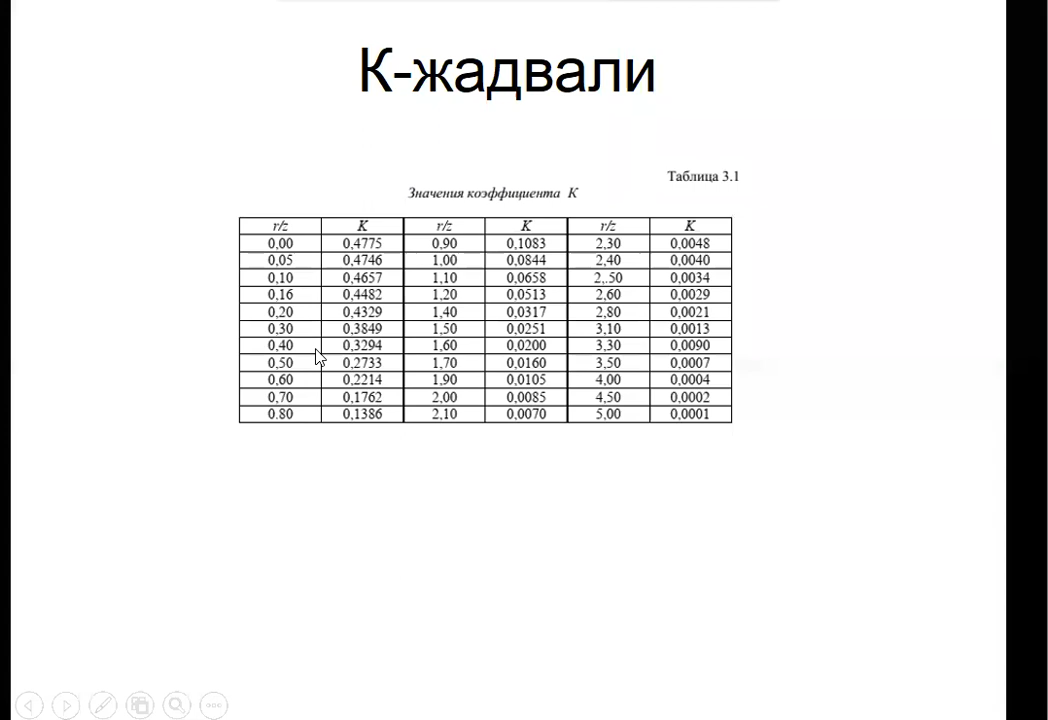 К-жадвали
Таблица 3.1
Значения коэффициента К
r/z K r/z K r/z K
0,00 0,4775 0,90 0,1083 2,30 0,0048
0,05 0,4746 1,00 0,0844 2,40 0,0040
0,10 0,4657 1,10 0,0658 2,.50 0,0034
0,16 0,4482 1,20 0,0513 2,60 0,0029
0,20 0,4329 1,40 0,0317 2,80 0,0021
0,30 0,3849 1,50 0,0251 3,10 0,0013
0,40 0,3294 1,60 0,0200 3,30 0,0090
0,50 0,2733 1,70 0,0160 3,50 0,0007
0,60 0,2214 1,90 0,0105 4,00 0,0004
0,70 0,1762 2,00 0,0085 4,50 0,0002
0.80 0,1386 2,10 0,0070 5,00 0,0001